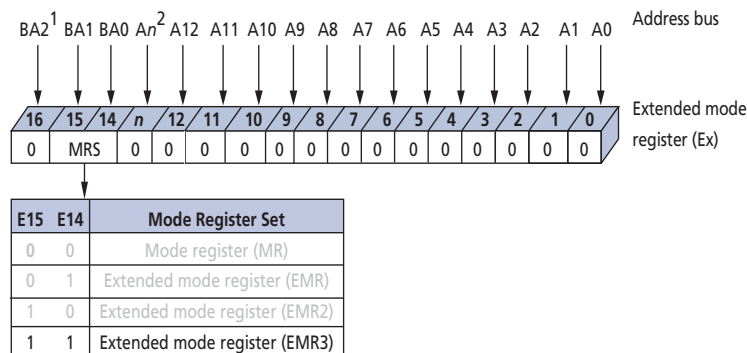 BA2¹ BA1 BA0 An² A12 A11 A10 A9 A8 A7 A6 A5 A4 A3 A2 A1 A0 Address bus
16 15 14 n 12 11 10 9 8 7 6 5 4 3 2 1 0 Extended mode
register (Ex)
0 MRS 0 0 0 0 0 0 0 0 0 0 0 0 0 0
E15 E14 Mode Register Set
0 0 Mode register (MR)
0 1 Extended mode register (EMR)
1 0 Extended mode register (EMR2)
1 1 Extended mode register (EMR3)